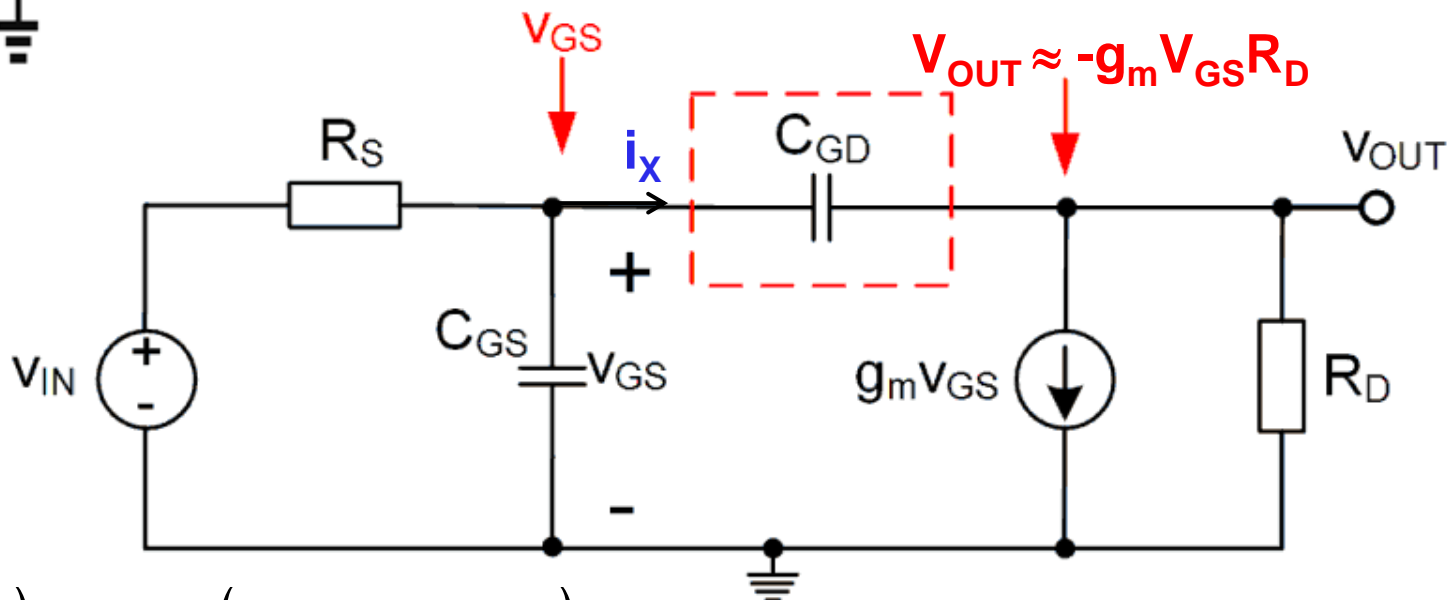 vGS
VOUT ≈ -gmVGSRD
RS
iX
CGD
vOUT
+
CGS
vGS
vIN
+
-
gmvGS
RD
-
) ( )